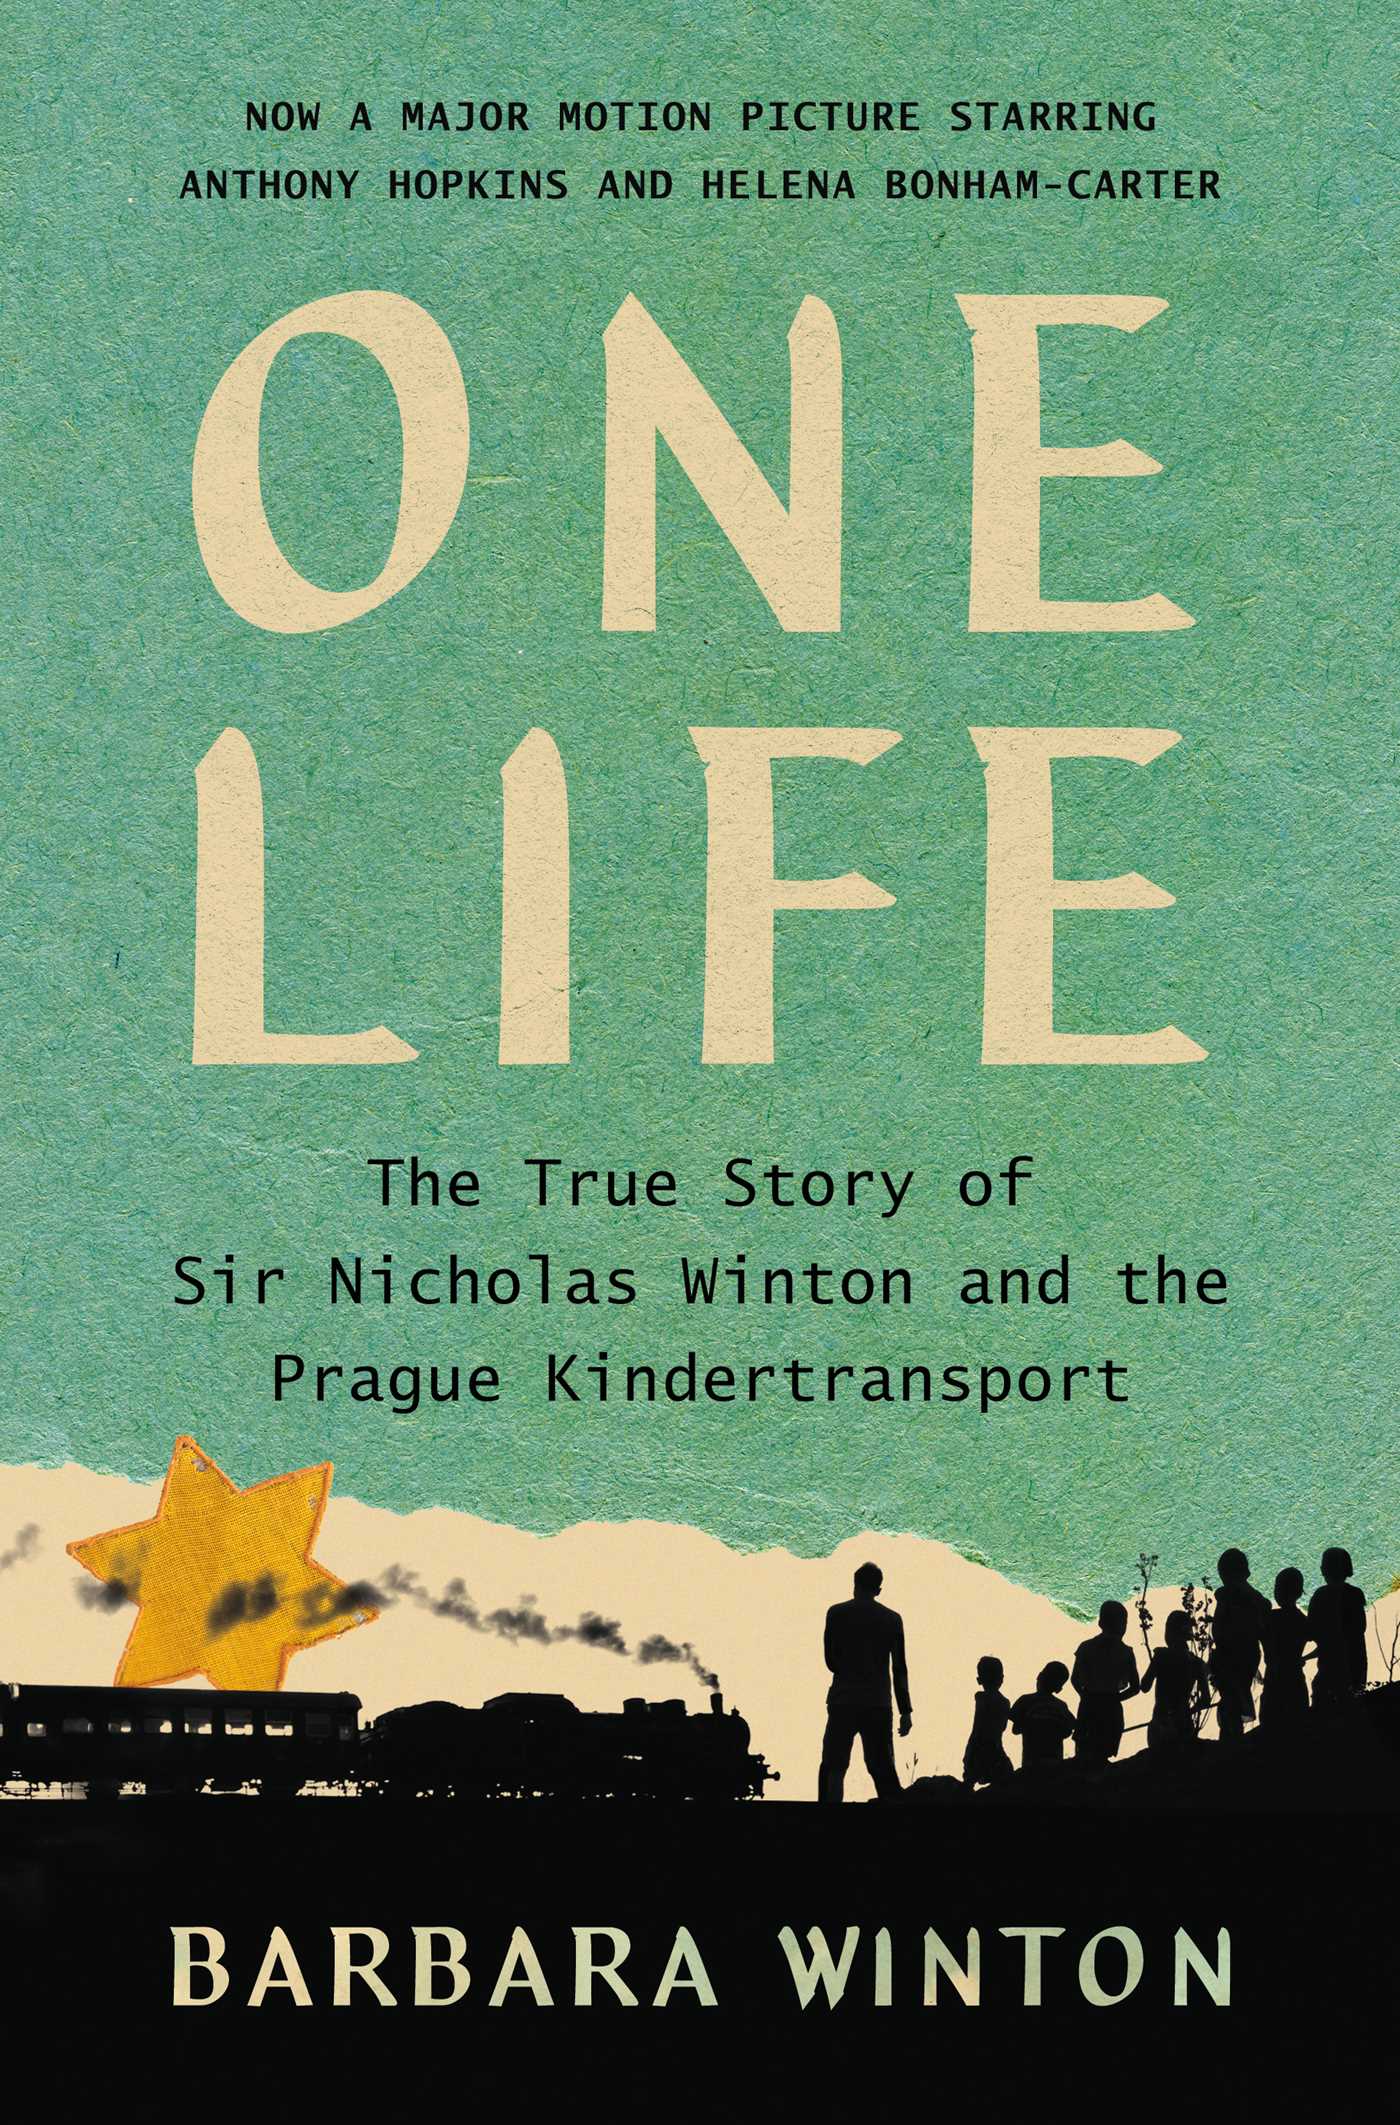 NOW A MAJOR MOTION PICTURE STARRING
ANTHONY HOPKINS AND HELENA BONHAM-CARTER
ONE
LIFE
The True Story of
Sir Nicholas Winton and the
Prague Kindertransport
BARBARA WINTON